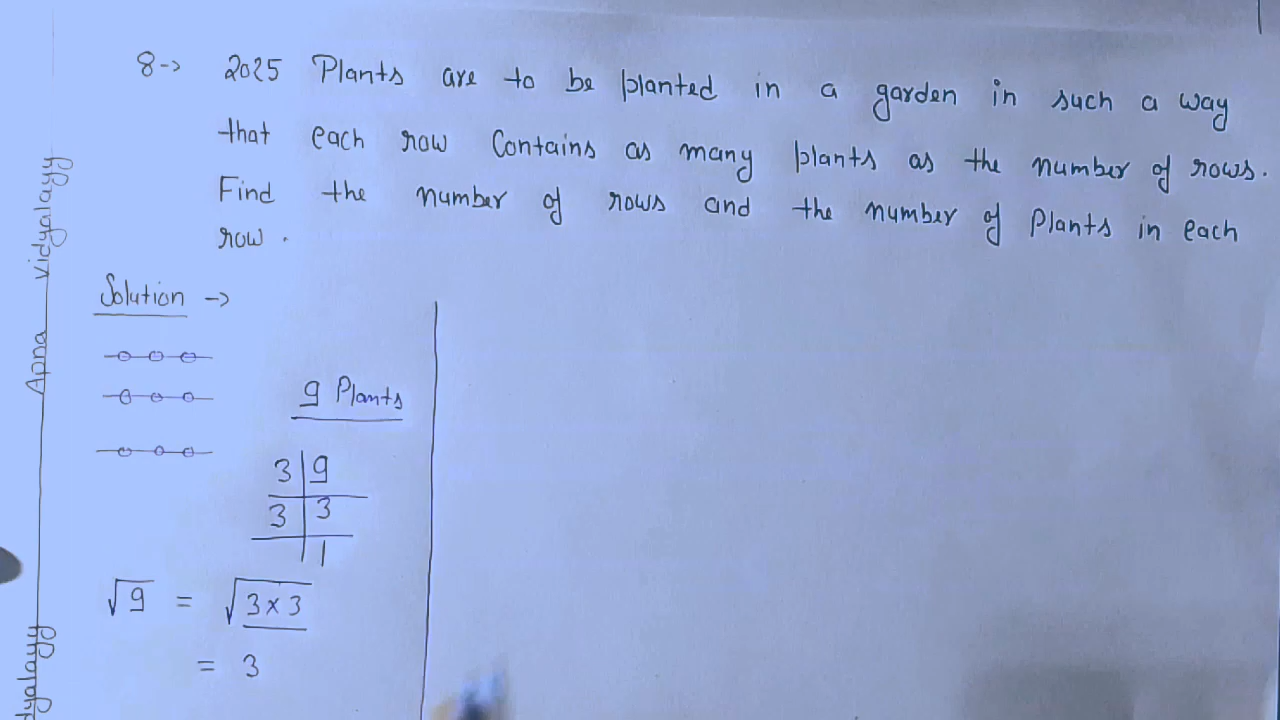 8-> 2025 Plants are to be planted in a garden in such a way
that each row Contains as many plants as the number of rows.
Find the number of rows and the number of Plants in each
row.
Solution ->
9 Plants
3 | 9
3 | 3
1
√9 = √3×3
= 3
Apna Vidyalayy
dyalayy